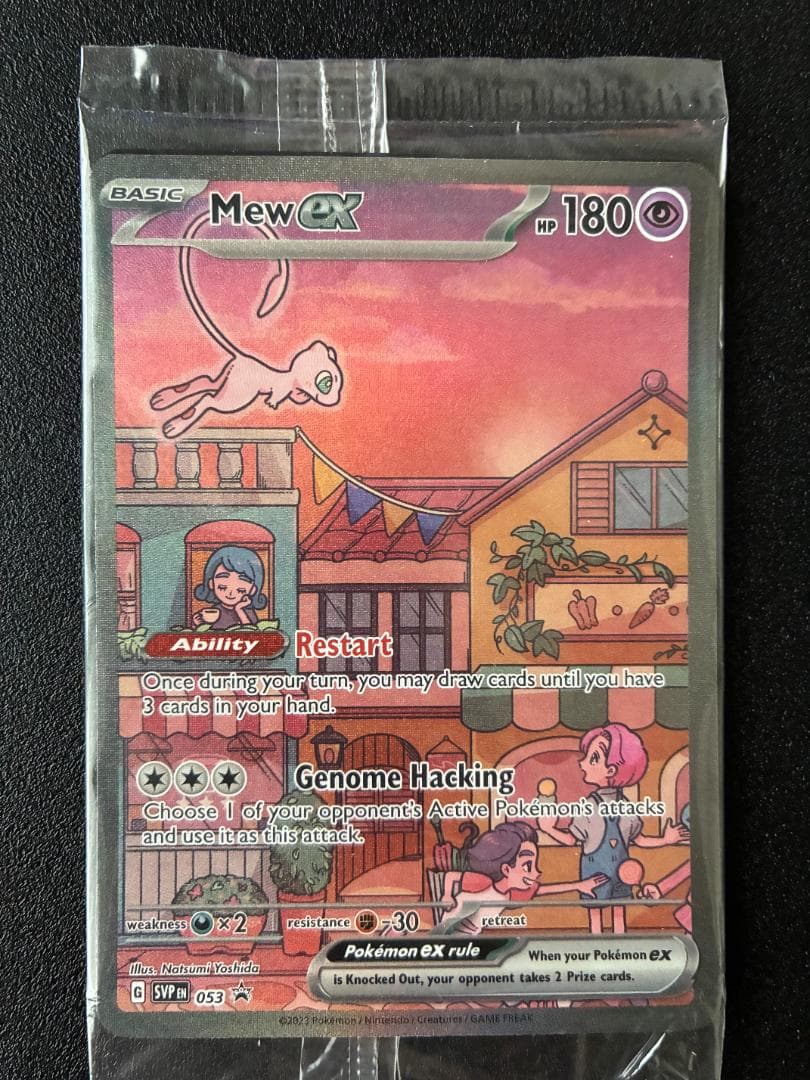 BASIC Mew ex HP 180
Ability Restart
Once during your turn, you may draw cards until you have
3 cards in your hand.
Genome Hacking
Choose 1 of your opponent's Active Pokémon's attacks
and use it as this attack.
weakness ×2 resistance -30 retreat
Pokémon ex rule When your Pokémon ex
is Knocked Out, your opponent takes 2 Prize cards.
Illus. Natsumi Yoshida
G SVP EN 053
©2023 Pokémon / Nintendo / Creatures / GAME FREAK